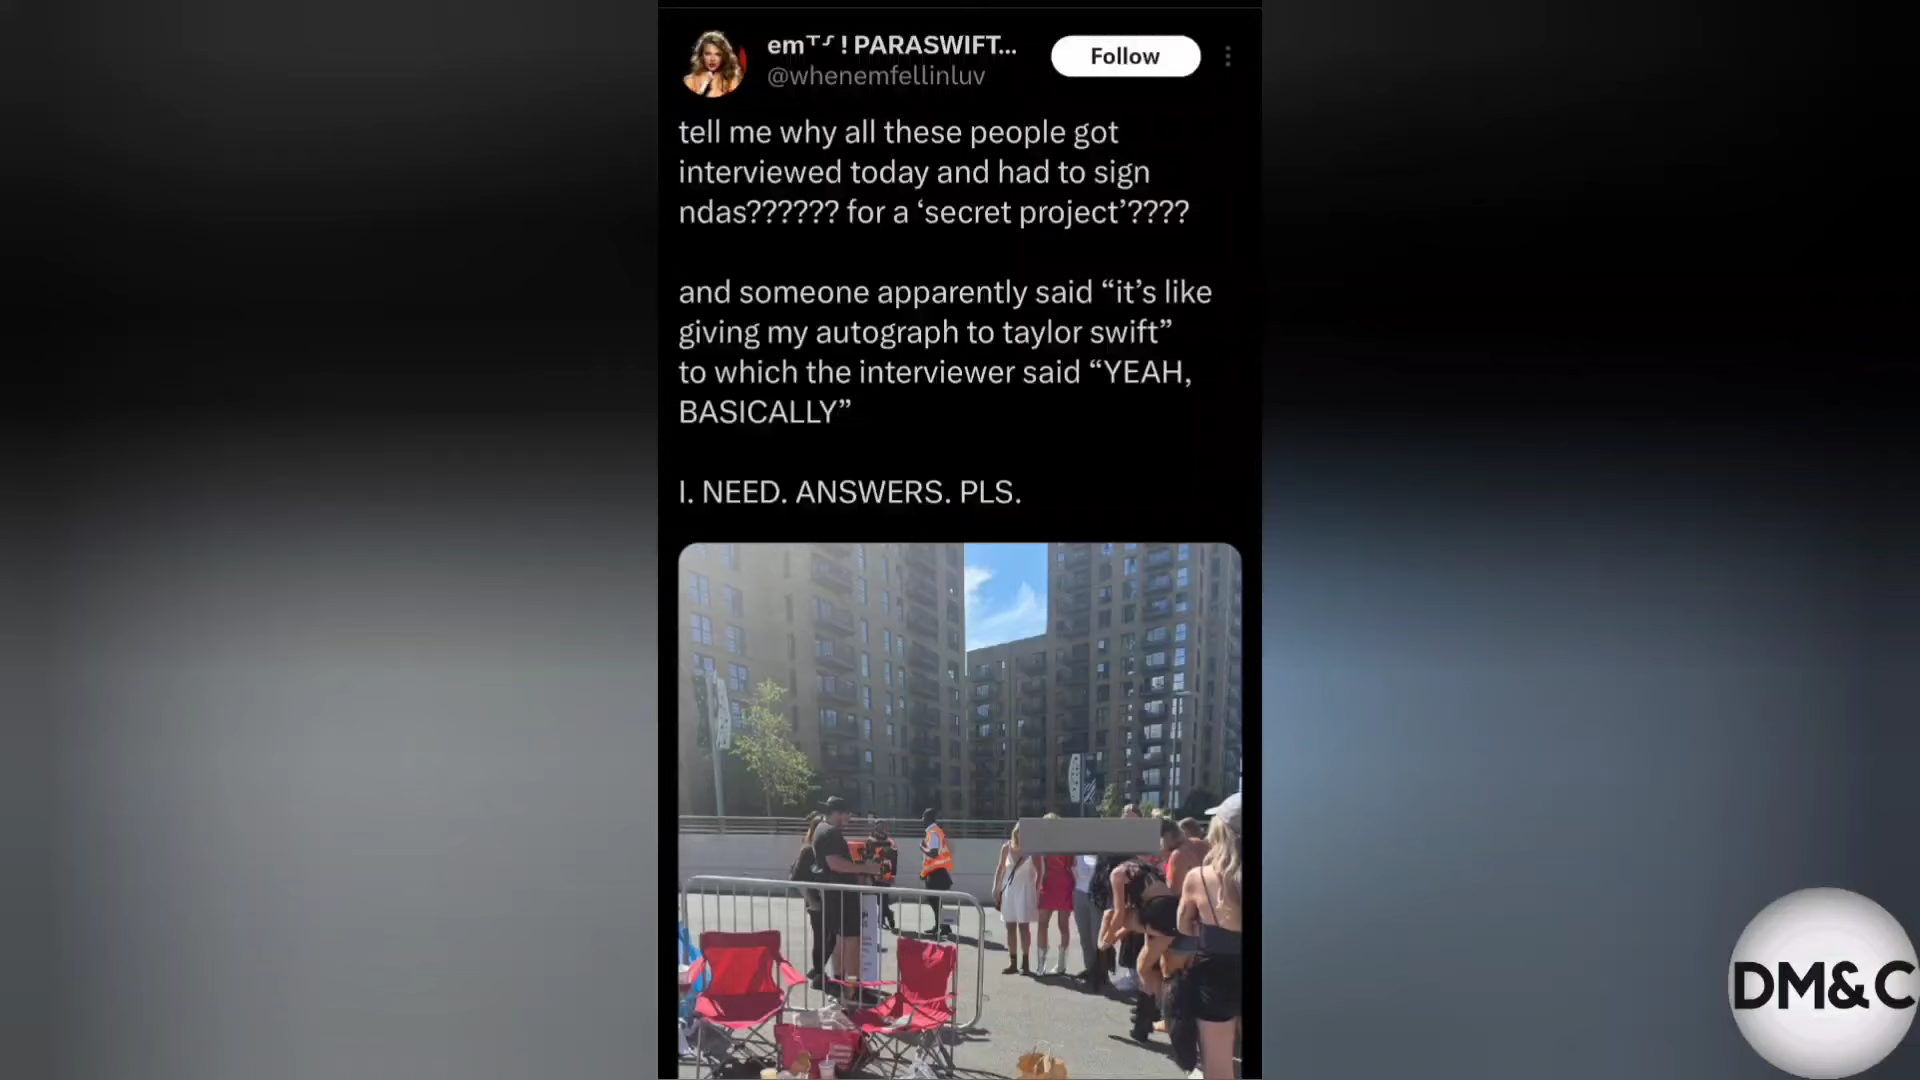 emᵀᔆ ! PARASWIFT...
@whenemfellinluv
Follow
tell me why all these people got
interviewed today and had to sign
ndas?????? for a ‘secret project’????
and someone apparently said “it’s like
giving my autograph to taylor swift”
to which the interviewer said “YEAH,
BASICALLY”
I. NEED. ANSWERS. PLS.
DM&C